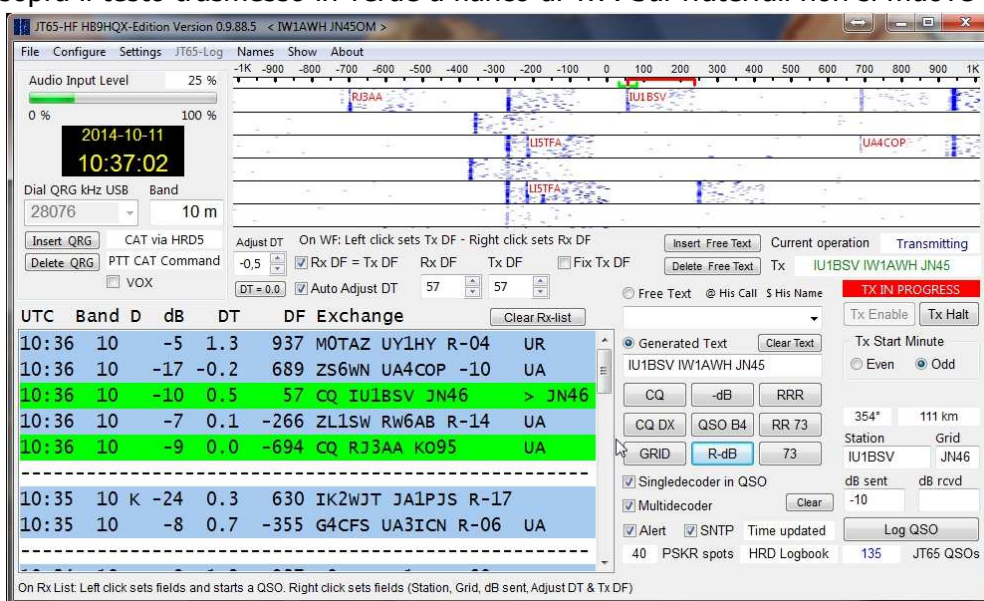 sopra il testo trasmesso in verde a fianco di TX. Sui materiali non si muove
JT65-HF HB9HQX-Edition Version 0.9.88.5 < IW1AWH JN45OM >
File Configure Settings JT65-Log Names Show About
Audio Input Level 25 %
0 % 100 %
2014-10-11
10:37:02
Dial QRG kHz USB Band
28076 10 m
Insert QRG CAT via HRD5
Delete QRG PTT CAT Command
VOX
-1K -900 -800 -700 -600 -500 -400 -300 -200 -100 0 100 200 300 400 500 600 700 800 900 1K
RJ3AA IU1BSV
LI5TFA UA4COP
LI5TFA
Adjust DT On WF: Left click sets Tx DF - Right click sets Rx DF
-0,5 Rx DF = Tx DF Rx DF Tx DF Fix Tx DF
DT = 0.0 Auto Adjust DT 57 57
Insert Free Text Current operation Transmitting
Delete Free Text Tx IU1BSV IW1AWH JN45
Free Text @ His Call $ His Name TX IN PROGRESS
Tx Enable Tx Halt
UTC Band D dB DT DF Exchange Clear Rx-list
10:36 10 -5 1.3 937 M0TAZ UY1HY R-04 UR
10:36 10 -17 -0.2 689 ZS6WN UA4COP -10 UA
10:36 10 -10 0.5 57 CQ IU1BSV JN46 > JN46
10:36 10 -7 0.1 -266 ZL1SW RW6AB R-14 UA
10:36 10 -9 0.0 -694 CQ RJ3AA KO95 UA
10:35 10 K -24 0.3 630 IK2WJT JA1PJS R-17
10:35 10 -8 0.7 -355 G4CFS UA3ICN R-06 UA
Generated Text Clear Text
IU1BSV IW1AWH JN45
CQ -dB RRR
CQ DX QSO B4 RR 73
GRID R-dB 73
Singledecoder in QSO
Multidecoder Clear
Alert SNTP Time updated
40 PSKR spots HRD Logbook
Tx Start Minute
Even Odd
354° 111 km
Station Grid
IU1BSV JN46
dB sent dB rcvd
-10
Log QSO
135 JT65 QSOs
On Rx List: Left click sets fields and starts a QSO. Right click sets fields (Station, Grid, dB sent, Adjust DT & Tx DF)